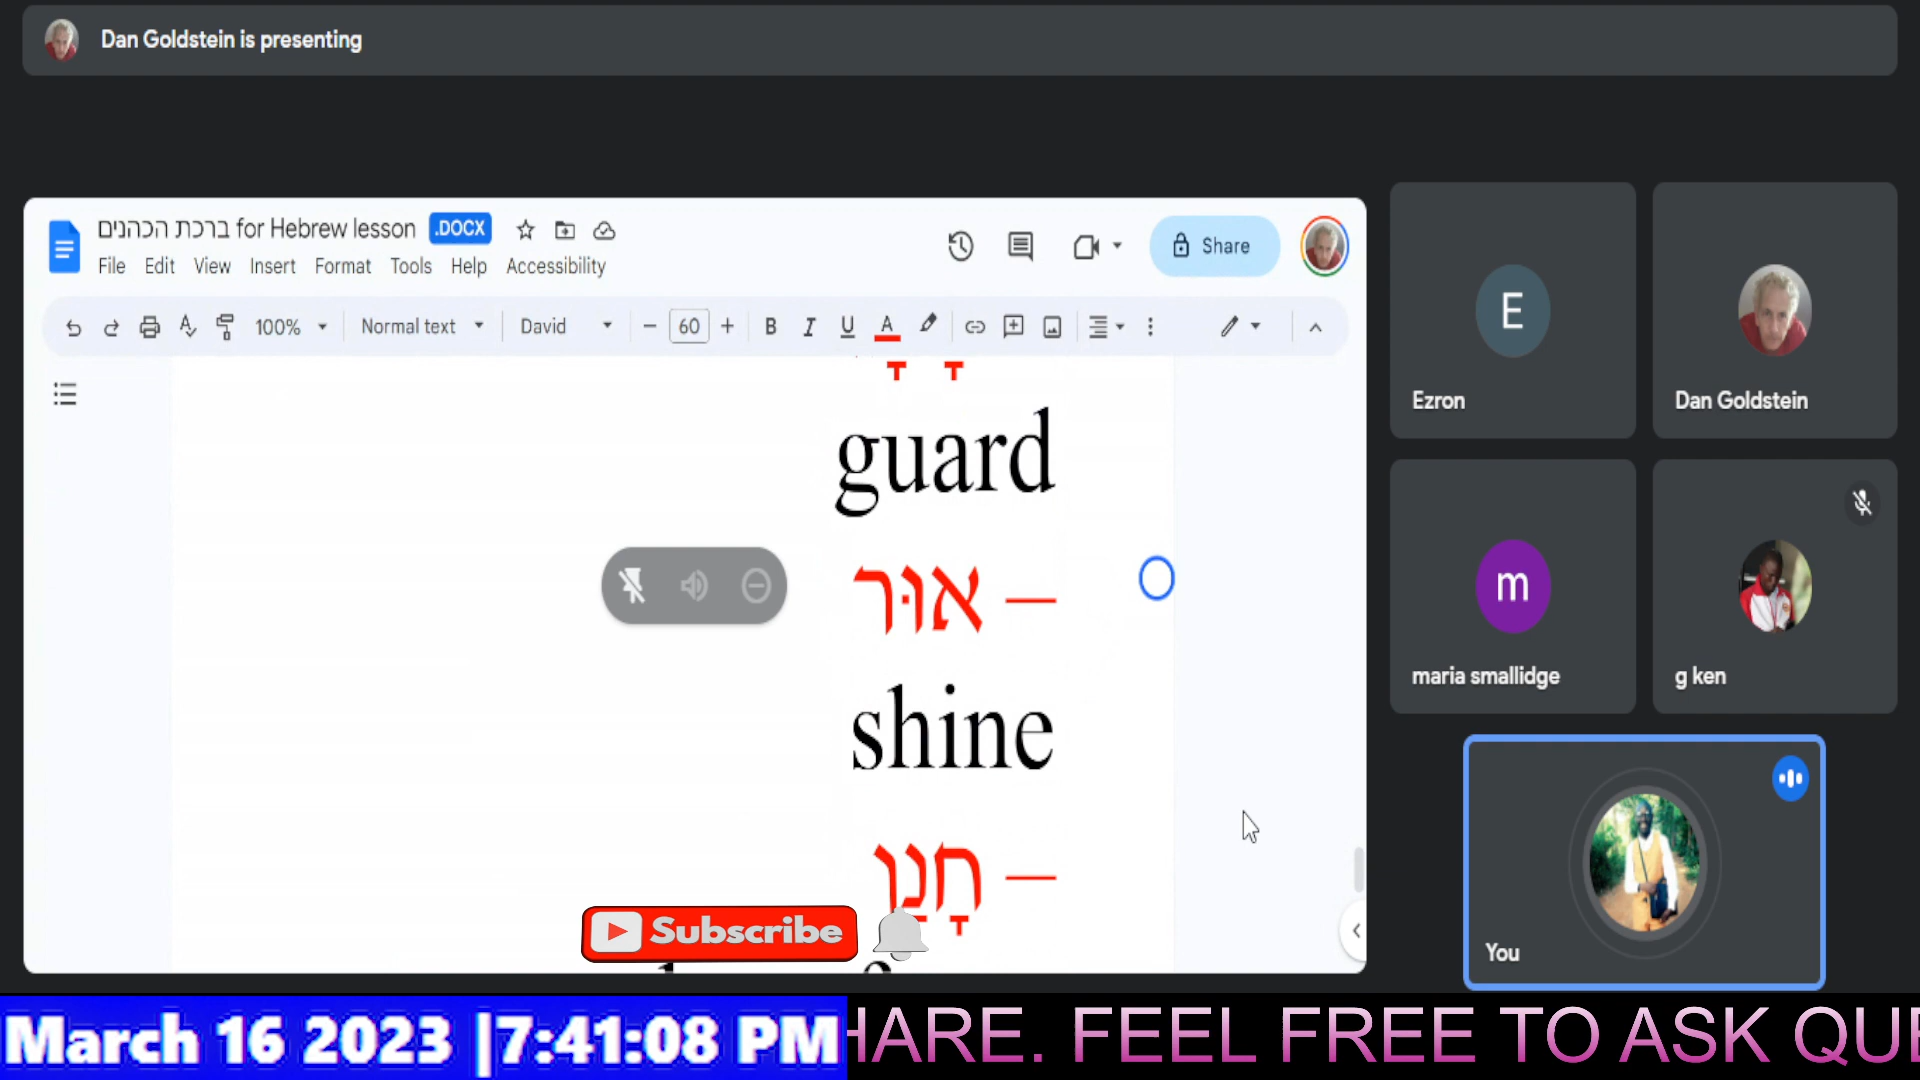 Dan Goldstein is presenting
ברכת הכהנים for Hebrew lesson .DOCX
Share
File Edit View Insert Format Tools Help Accessibility
100% Normal text David 60 B I U A
guard
– אוּר
shine
– חָנַן
Subscribe
E
Ezron
Dan Goldstein
m
maria smallidge
g ken
You
March 16 2023 |7:41:08 PM
HARE. FEEL FREE TO ASK QUE